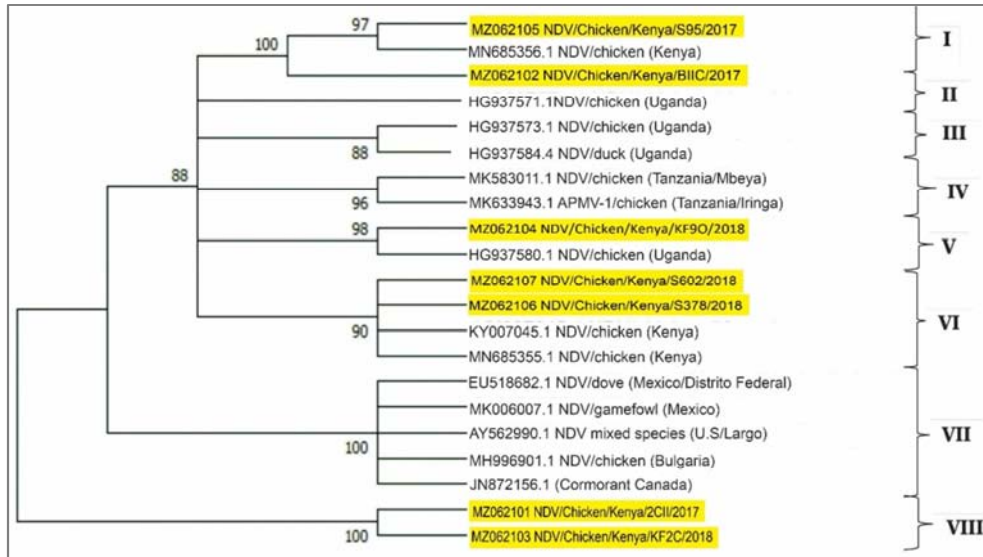 97
MZ062105 NDV/Chicken/Kenya/S95/2017
I
100
MN685356.1 NDV/chicken (Kenya)
MZ062102 NDV/Chicken/Kenya/BIIC/2017
II
HG937571.1NDV/chicken (Uganda)
HG937573.1 NDV/chicken (Uganda)
III
88
HG937584.4 NDV/duck (Uganda)
88
MK583011.1 NDV/chicken (Tanzania/Mbeya)
IV
96
MK633943.1 APMV-1/chicken (Tanzania/Iringa)
98
MZ062104 NDV/Chicken/Kenya/KF9O/2018
V
HG937580.1 NDV/chicken (Uganda)
MZ062107 NDV/Chicken/Kenya/S602/2018
MZ062106 NDV/Chicken/Kenya/S378/2018
VI
90
KY007045.1 NDV/chicken (Kenya)
MN685355.1 NDV/chicken (Kenya)
EU518682.1 NDV/dove (Mexico/Distrito Federal)
MK006007.1 NDV/gamefowl (Mexico)
VII
100
AY562990.1 NDV mixed species (U.S/Largo)
MH996901.1 NDV/chicken (Bulgaria)
JN872156.1 (Cormorant Canada)
MZ062101 NDV/Chicken/Kenya/2CII/2017
VIII
100
MZ062103 NDV/Chicken/Kenya/KF2C/2018